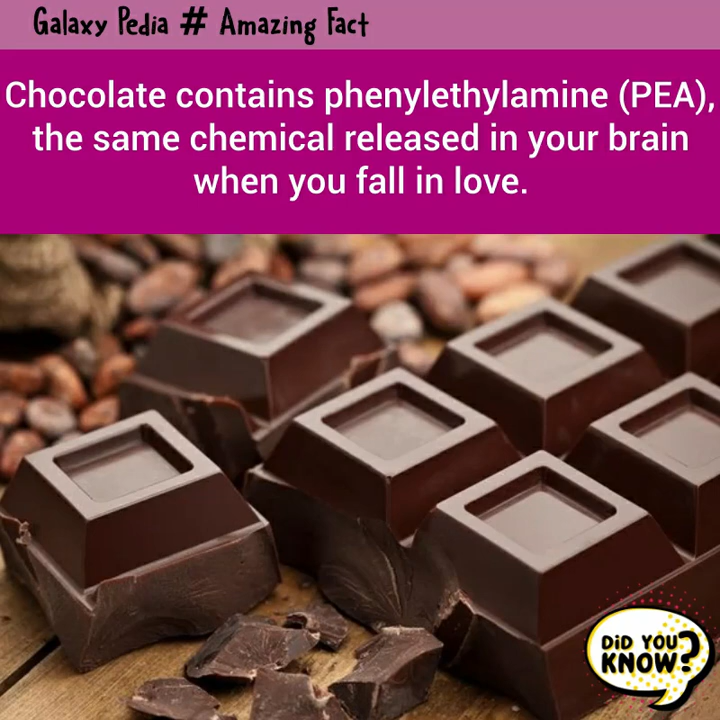 Galaxy Pedia # Amazing Fact
Chocolate contains phenylethylamine (PEA),
the same chemical released in your brain
when you fall in love.
DiD YOU
KNOW?